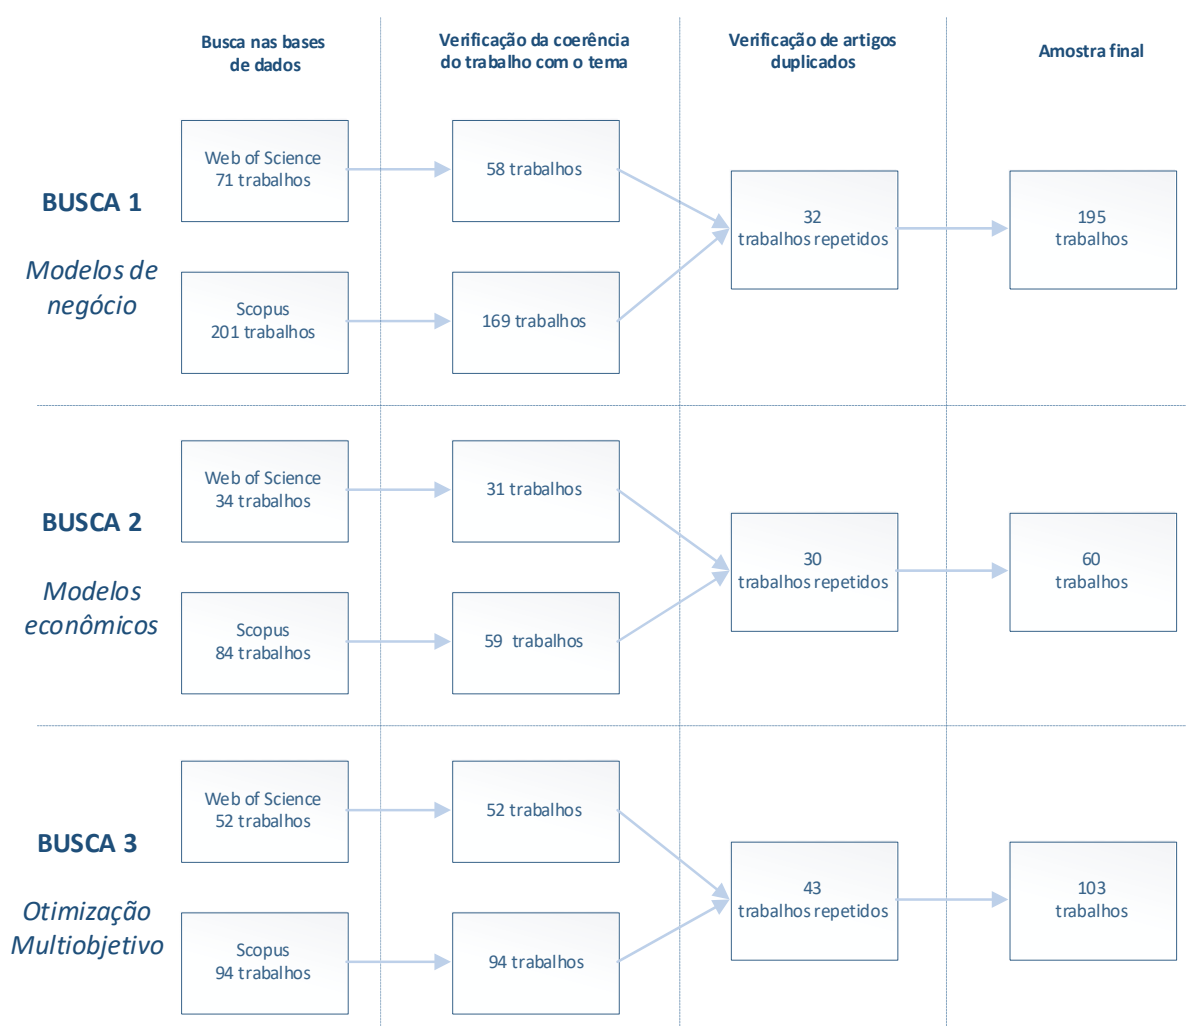 Busca nas bases
de dados
Verificação da coerência
do trabalho com o tema
Verificação de artigos
duplicados
Amostra final
BUSCA 1
Modelos de
negócio
Web of Science
71 trabalhos
58 trabalhos
Scopus
201 trabalhos
169 trabalhos
32
trabalhos repetidos
195
trabalhos
BUSCA 2
Modelos
econômicos
Web of Science
34 trabalhos
31 trabalhos
Scopus
84 trabalhos
59 trabalhos
30
trabalhos repetidos
60
trabalhos
BUSCA 3
Otimização
Multiobjetivo
Web of Science
52 trabalhos
52 trabalhos
Scopus
94 trabalhos
94 trabalhos
43
trabalhos repetidos
103
trabalhos